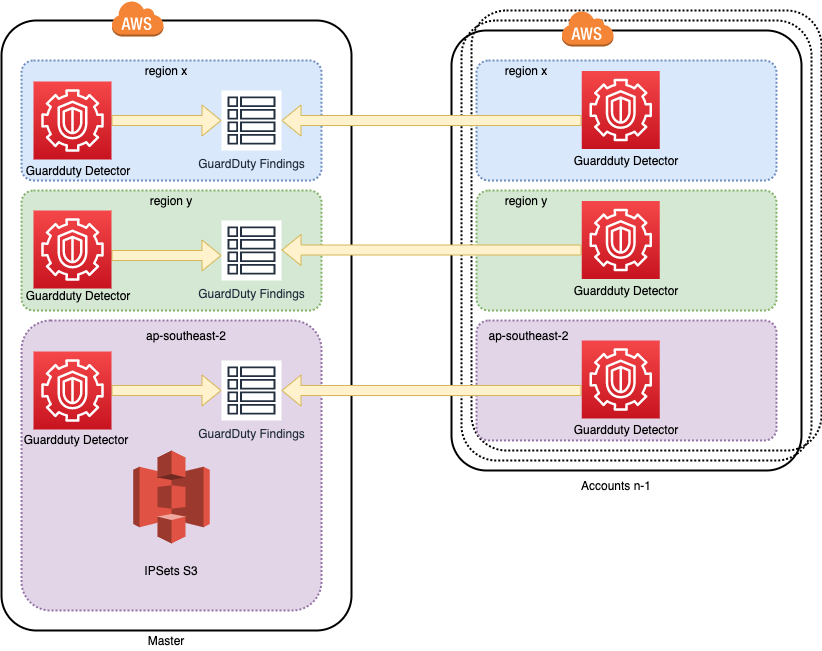 AWS
region x
Guardduty Detector
GuardDuty Findings
region y
Guardduty Detector
GuardDuty Findings
ap-southeast-2
Guardduty Detector
GuardDuty Findings
IPSets S3
Master
AWS
region x
Guardduty Detector
region y
Guardduty Detector
ap-southeast-2
Guardduty Detector
Accounts n-1